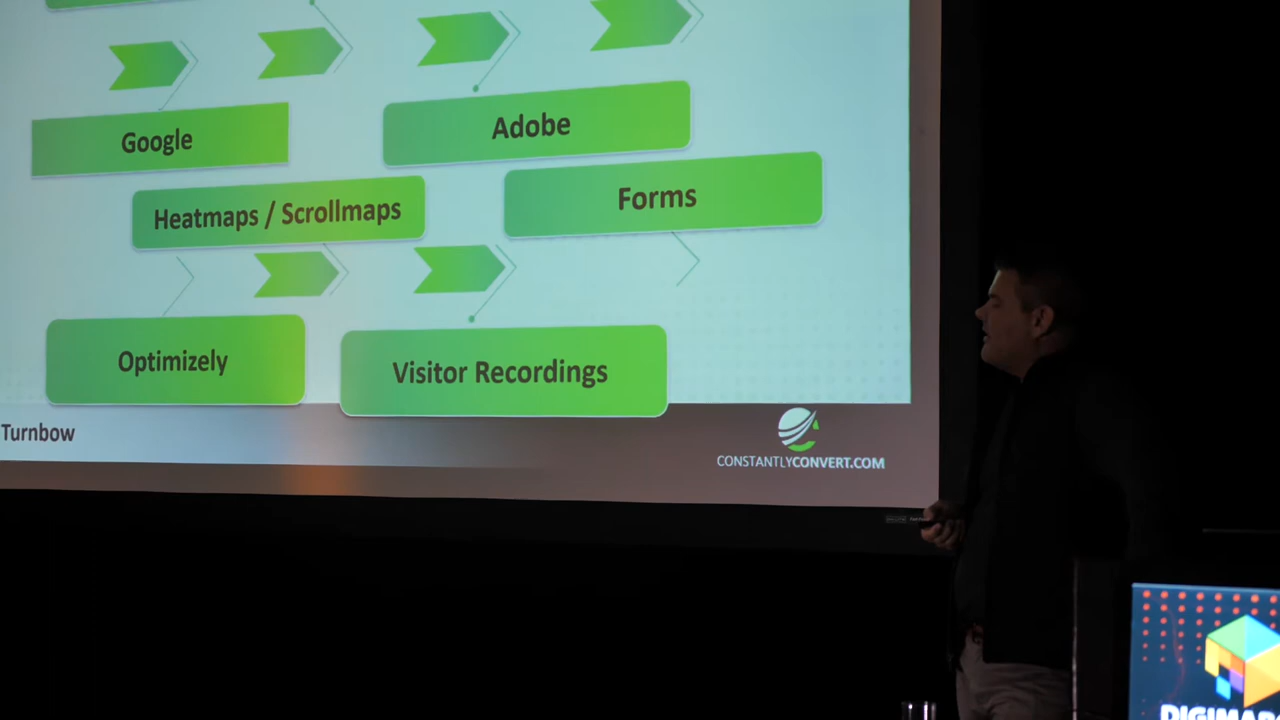 Google
Adobe
Heatmaps / Scrollmaps
Forms
Optimizely
Visitor Recordings
Turnbow
CONSTANTLYCONVERT.COM